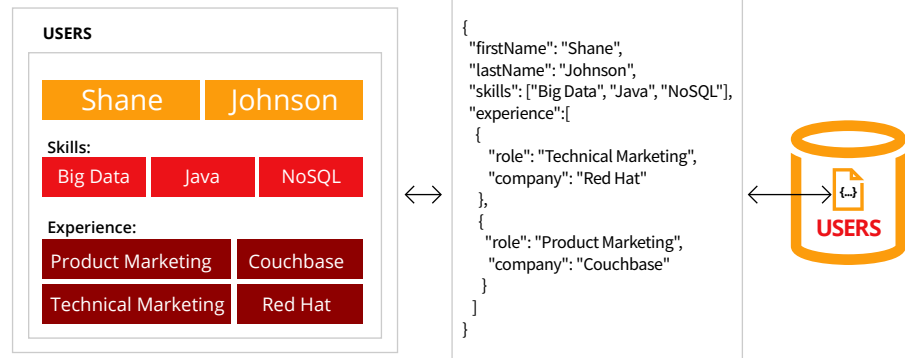 USERS
Shane Johnson
Skills:
Big Data Java NoSQL
Experience:
Product Marketing Couchbase
Technical Marketing Red Hat
{
"firstName": "Shane",
"lastName": "Johnson",
"skills": ["Big Data", "Java", "NoSQL"],
"experience":[
{
"role": "Technical Marketing",
"company": "Red Hat"
},
{
"role": "Product Marketing",
"company": "Couchbase"
}
]
}
{...}
USERS